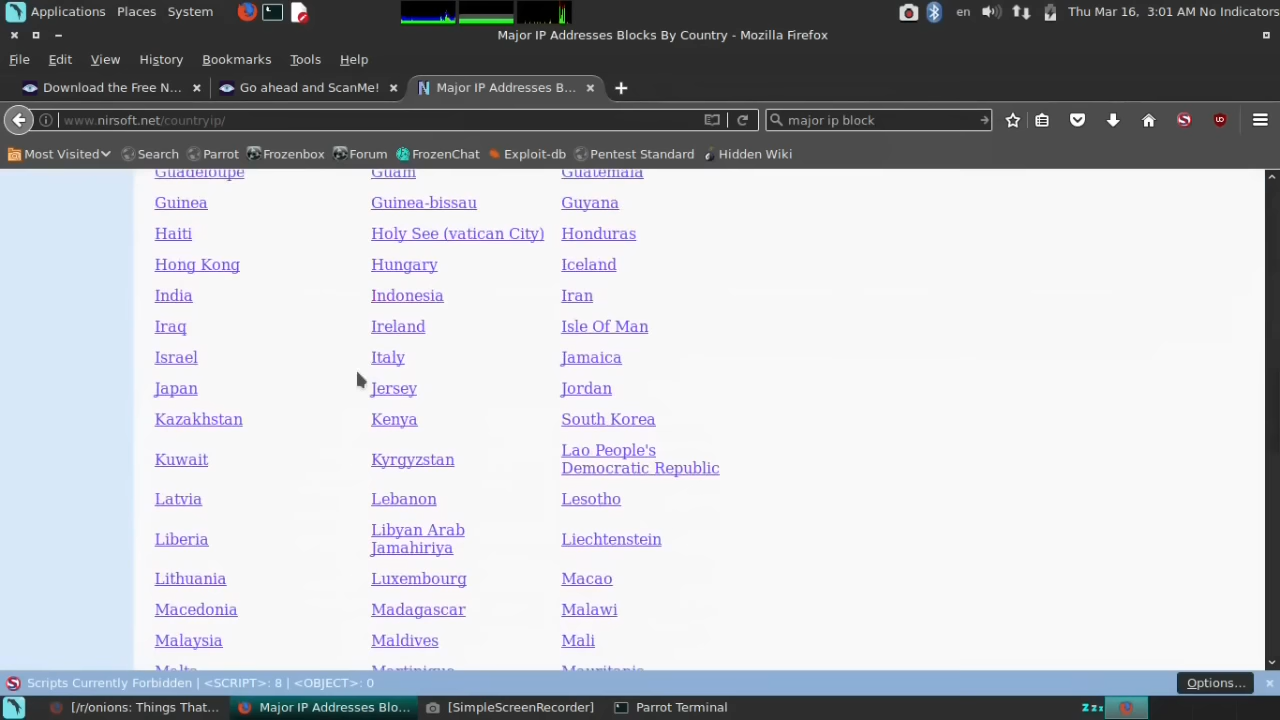 Applications Places System en Thu Mar 16, 3:01 AM No Indicators
Major IP Addresses Blocks By Country - Mozilla Firefox
File Edit View History Bookmarks Tools Help
Download the Free N... Go ahead and ScanMe! Major IP Addresses B...
www.nirsoft.net/countryip/ major ip block
Most Visited Search Parrot Frozenbox Forum FrozenChat Exploit-db Pentest Standard Hidden Wiki
Guadeloupe Guam Guatemala
Guinea Guinea-bissau Guyana
Haiti Holy See (vatican City) Honduras
Hong Kong Hungary Iceland
India Indonesia Iran
Iraq Ireland Isle Of Man
Israel Italy Jamaica
Japan Jersey Jordan
Kazakhstan Kenya South Korea
Kuwait Kyrgyzstan Lao People's
Democratic Republic
Latvia Lebanon Lesotho
Liberia Libyan Arab
Jamahiriya Liechtenstein
Lithuania Luxembourg Macao
Macedonia Madagascar Malawi
Malaysia Maldives Mali
Malta Martinique Mauritania
Scripts Currently Forbidden | <SCRIPT>: 8 | <OBJECT>: 0 Options...
[/r/onions: Things That... Major IP Addresses Blo... [SimpleScreenRecorder] Parrot Terminal